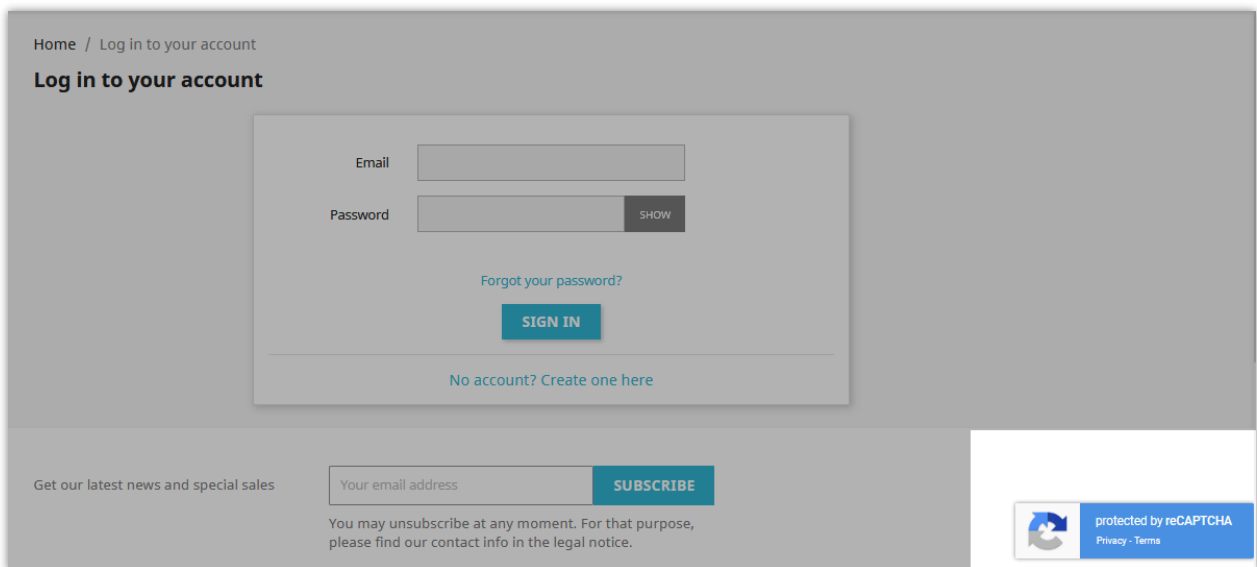 Home / Log in to your account
Log in to your account
Email
Password
SHOW
Forgot your password?
SIGN IN
No account? Create one here
Get our latest news and special sales
Your email address
SUBSCRIBE
You may unsubscribe at any moment. For that purpose,
please find our contact info in the legal notice.
protected by reCAPTCHA
Privacy - Terms